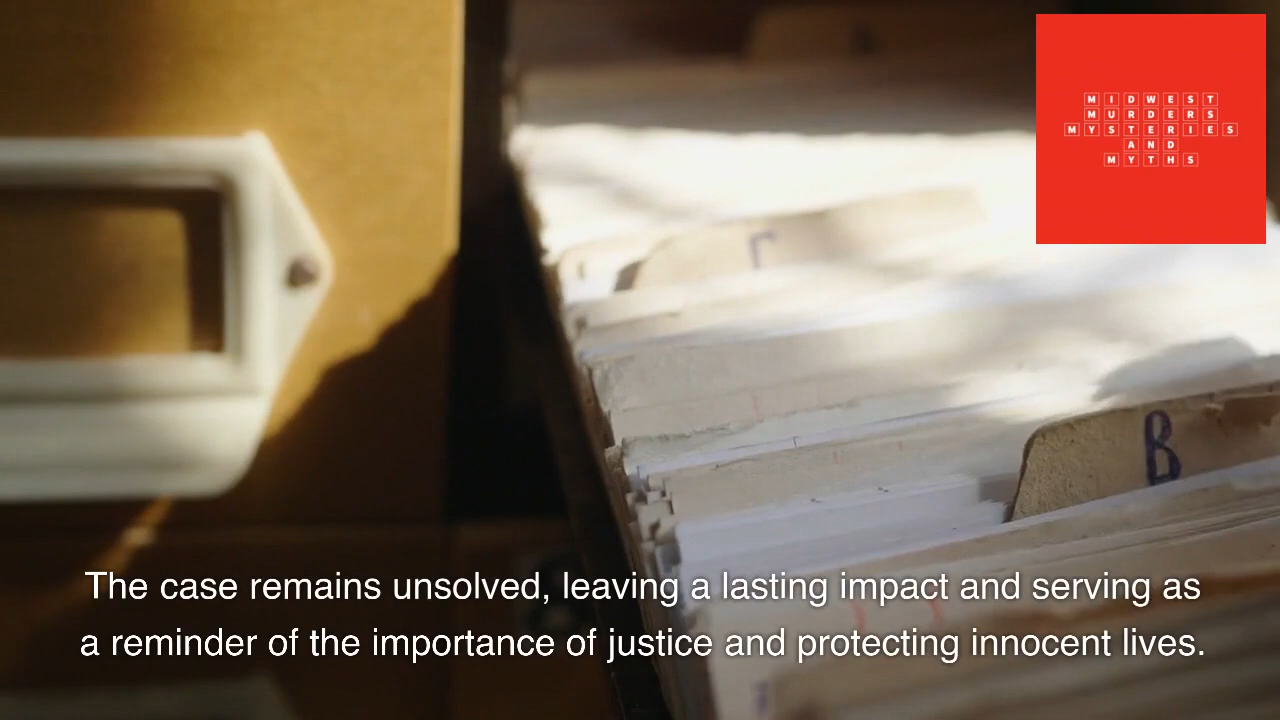 MIDWEST
MURDERS
MYSTERIES
AND
MYTHS
Г
B
The case remains unsolved, leaving a lasting impact and serving as
a reminder of the importance of justice and protecting innocent lives.